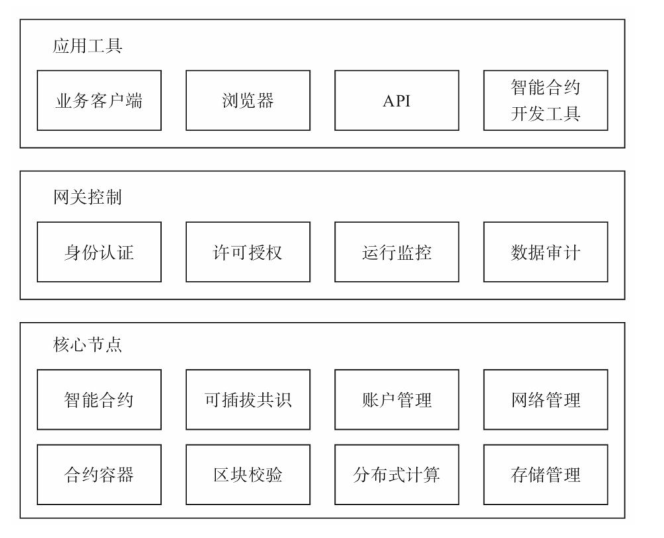 应用工具
业务客户端
浏览器
API
智能合约
开发工具
网关控制
身份认证
许可授权
运行监控
数据审计
核心节点
智能合约
可插拔共识
账户管理
网络管理
合约容器
区块校验
分布式计算
存储管理